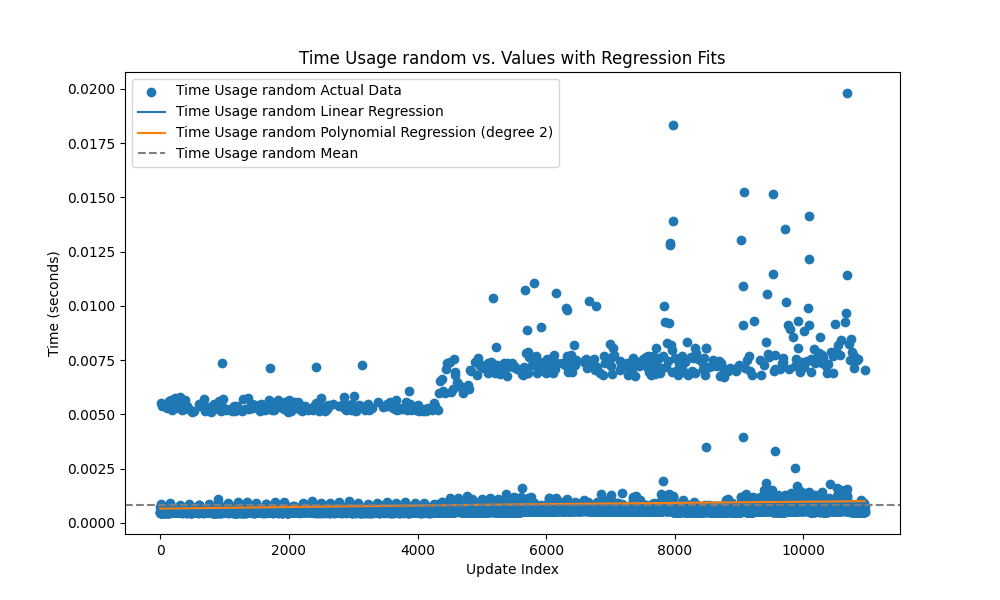 Time Usage random vs. Values with Regression Fits
Time Usage random Actual Data
Time Usage random Linear Regression
Time Usage random Polynomial Regression (degree 2)
Time Usage random Mean
Time (seconds)
0.0200
0.0175
0.0150
0.0125
0.0100
0.0075
0.0050
0.0025
0.0000
0 2000 4000 6000 8000 10000
Update Index